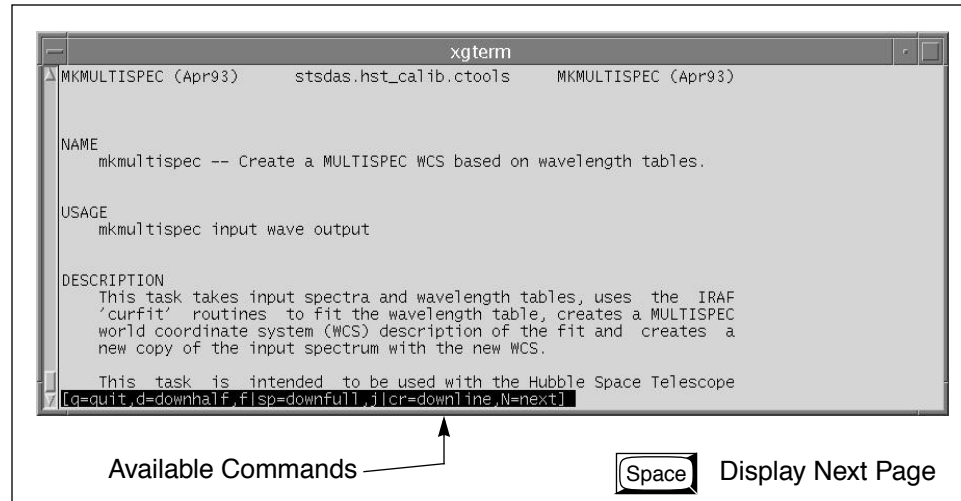 xgterm
MKMULTISPEC (Apr93) stsdas.hst_calib.ctools MKMULTISPEC (Apr93)
NAME
mkmultispec -- Create a MULTISPEC WCS based on wavelength tables.
USAGE
mkmultispec input wave output
DESCRIPTION
This task takes input spectra and wavelength tables, uses the IRAF
'curfit' routines to fit the wavelength table, creates a MULTISPEC
world coordinate system (WCS) description of the fit and creates a
new copy of the input spectrum with the new WCS.
This task is intended to be used with the Hubble Space Telescope
[q=quit,d=downhalf,f|sp=downfull,j|cr=downline,N=next]
Available Commands
Space Display Next Page